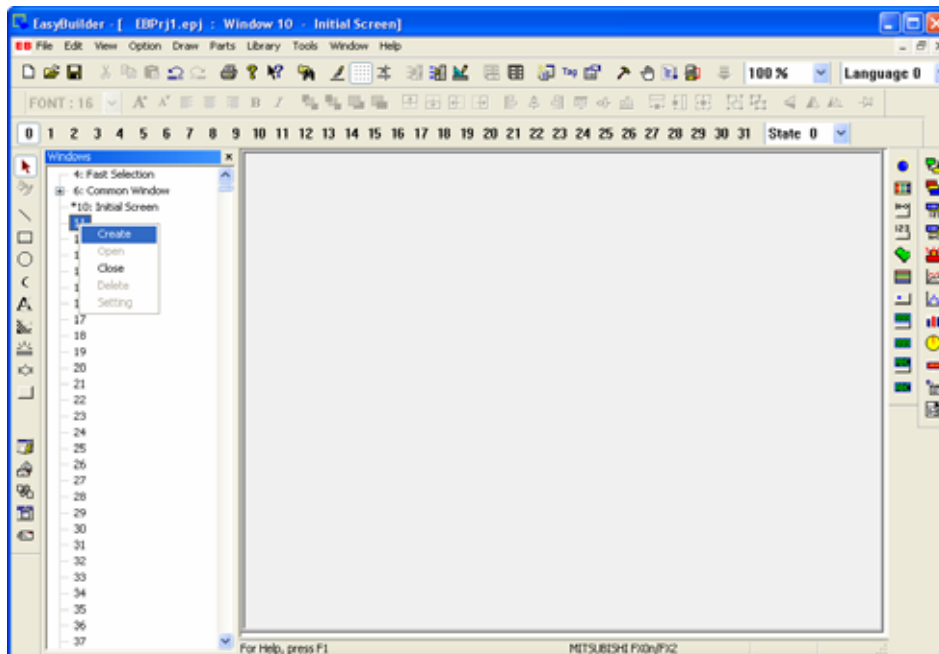 EasyBuilder - [ EBPrj1.epj : Window 10 - Initial Screen]
EB File Edit View Option Draw Parts Library Tools Window Help
Tag 100 % Language 0
FONT : 16 A A B I
0 1 2 3 4 5 6 7 8 9 10 11 12 13 14 15 16 17 18 19 20 21 22 23 24 25 26 27 28 29 30 31 State 0
Windows
4: Fast Selection
6: Common Window
*10: Initial Screen
11
Create
Open
Close
Delete
Setting
17
18
19
20
21
22
23
24
25
26
27
28
29
30
31
32
33
34
35
36
37
For Help, press F1 MITSUBISHI FX0n/FX2